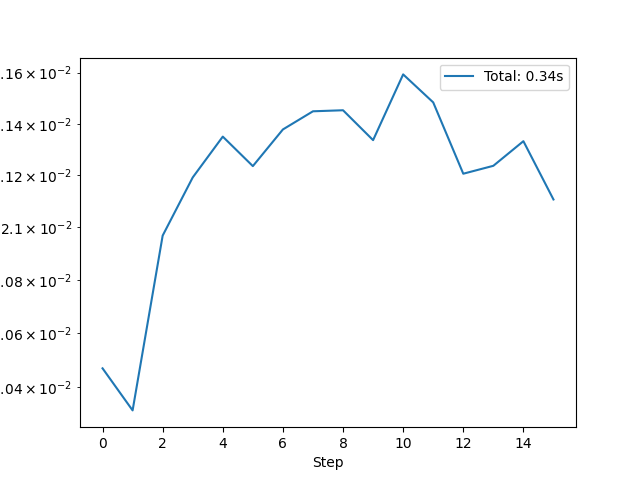 .16 × 10⁻²
Total: 0.34s
.14 × 10⁻²
.12 × 10⁻²
2.1 × 10⁻²
.08 × 10⁻²
.06 × 10⁻²
.04 × 10⁻²
0 2 4 6 8 10 12 14
Step